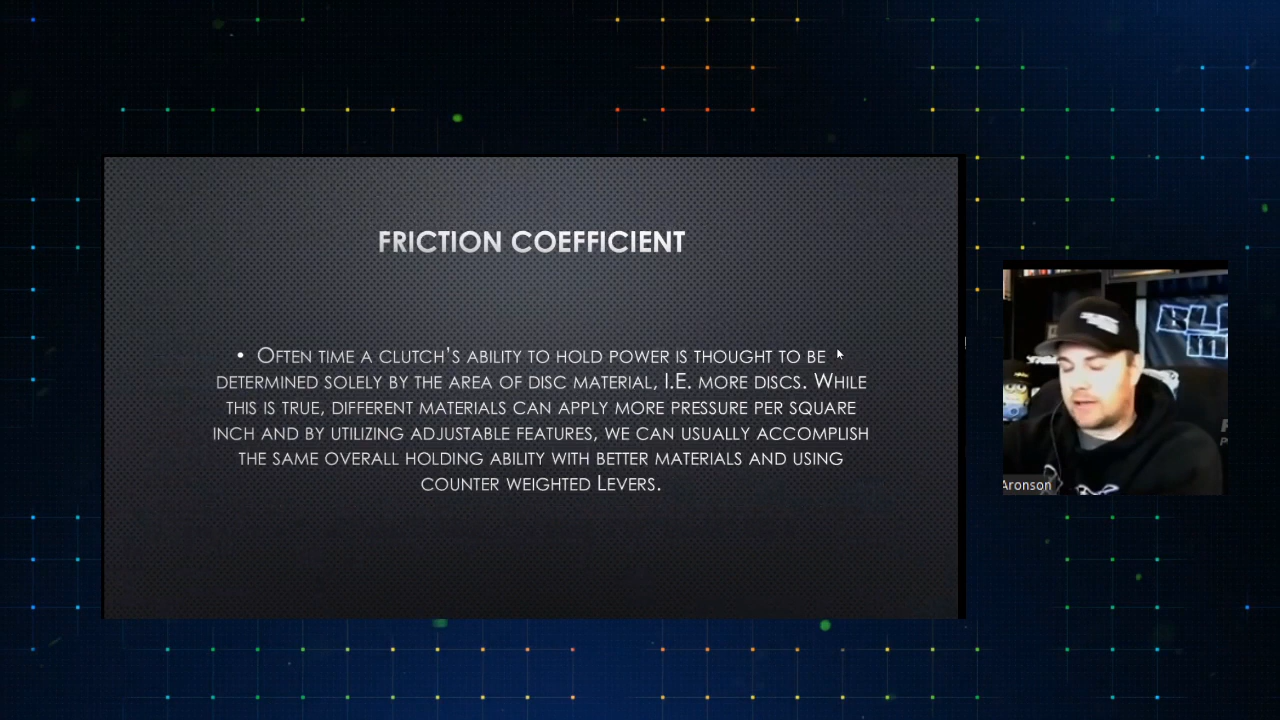 FRICTION COEFFICIENT
• OFTEN TIME A CLUTCH'S ABILITY TO HOLD POWER IS THOUGHT TO BE
DETERMINED SOLELY BY THE AREA OF DISC MATERIAL, I.E. MORE DISCS. WHILE
THIS IS TRUE, DIFFERENT MATERIALS CAN APPLY MORE PRESSURE PER SQUARE
INCH AND BY UTILIZING ADJUSTABLE FEATURES, WE CAN USUALLY ACCOMPLISH
THE SAME OVERALL HOLDING ABILITY WITH BETTER MATERIALS AND USING
COUNTER WEIGHTED LEVERS.
Aronson